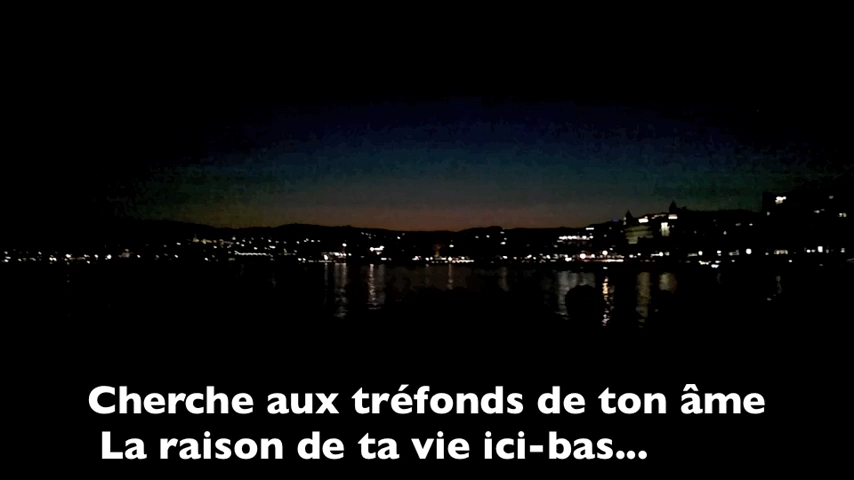 Cherche aux tréfonds de ton âme
La raison de ta vie ici-bas...